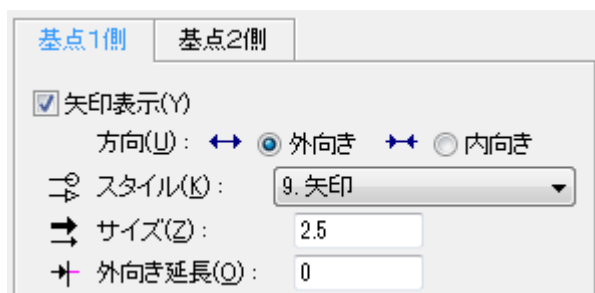 基点1側 基点2側
矢印表示(Y)
方向(U): 外向き 内向き
スタイル(K): 9. 矢印
サイズ(Z): 2.5
外向き延長(O): 0